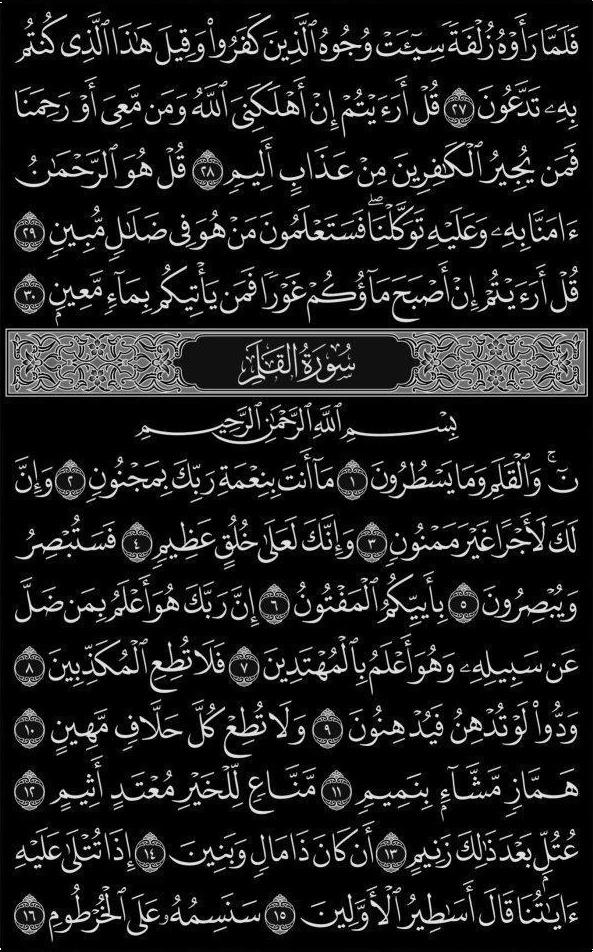 فَلَمَّا رَأَوْهُ زُلْفَةً سِيٓـَٔتْ وُجُوهُ ٱلَّذِينَ كَفَرُوا۟ وَقِيلَ هَـٰذَا ٱلَّذِى كُنتُم
بِهِۦ تَدَّعُونَ ٢٧ قُلْ أَرَءَيْتُمْ إِنْ أَهْلَكَنِىَ ٱللَّهُ وَمَن مَّعِىَ أَوْ رَحِمَنَا
فَمَن يُجِيرُ ٱلْكَـٰفِرِينَ مِنْ عَذَابٍ أَلِيمٍ ٢٨ قُلْ هُوَ ٱلرَّحْمَـٰنُ
ءَامَنَّا بِهِۦ وَعَلَيْهِ تَوَكَّلْنَا ۖ فَسَتَعْلَمُونَ مَنْ هُوَ فِى ضَلَـٰلٍ مُّبِينٍ ٢٩
قُلْ أَرَءَيْتُمْ إِنْ أَصْبَحَ مَآؤُكُمْ غَوْرًا فَمَن يَأْتِيكُم بِمَآءٍ مَّعِينٍۭ ٣٠
سُورَةُ القَلَمِ
بِسْمِ ٱللَّهِ ٱلرَّحْمَـٰنِ ٱلرَّحِيمِ
نٓ ۚ وَٱلْقَلَمِ وَمَا يَسْطُرُونَ ١ مَآ أَنتَ بِنِعْمَةِ رَبِّكَ بِمَجْنُونٍ ٢ وَإِنَّ
لَكَ لَأَجْرًا غَيْرَ مَمْنُونٍ ٣ وَإِنَّكَ لَعَلَىٰ خُلُقٍ عَظِيمٍ ٤ فَسَتُبْصِرُ
وَيُبْصِرُونَ ٥ بِأَييِّكُمُ ٱلْمَفْتُونُ ٦ إِنَّ رَبَّكَ هُوَ أَعْلَمُ بِمَن ضَلَّ
عَن سَبِيلِهِۦ وَهُوَ أَعْلَمُ بِٱلْمُهْتَدِينَ ٧ فَلَا تُطِعِ ٱلْمُكَذِّبِينَ ٨
وَدُّوا۟ لَوْ تُدْهِنُ فَيُدْهِنُونَ ٩ وَلَا تُطِعْ كُلَّ حَلَّافٍ مَّهِينٍ ١٠
هَمَّازٍ مَّشَّآءٍۭ بِنَمِيمٍ ١١ مَّنَّاعٍ لِّلْخَيْرِ مُعْتَدٍ أَثِيمٍ ١٢
عُتُلٍّۭ بَعْدَ ذَٰلِكَ زَنِيمٍ ١٣ أَن كَانَ ذَا مَالٍ وَبَنِينَ ١٤ إِذَا تُتْلَىٰ عَلَيْهِ
ءَايَـٰتُنَا قَالَ أَسَـٰطِيرُ ٱلْأَوَّلِينَ ١٥ سَنَسِمُهُۥ عَلَى ٱلْخُرْطُومِ ١٦